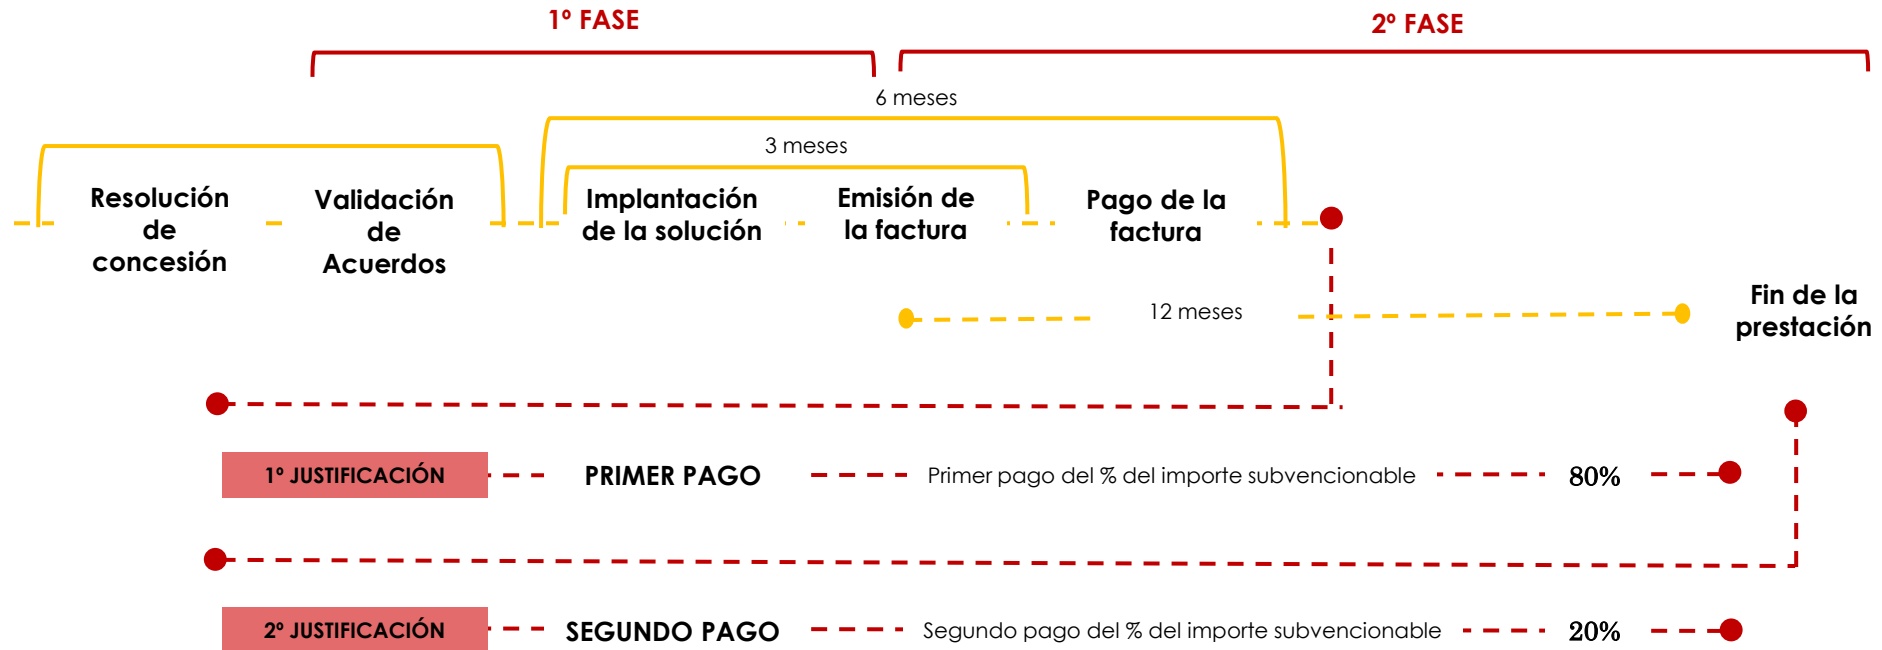 1º FASE
2º FASE
6 meses
3 meses
Resolución
de
concesión
Validación
de
Acuerdos
Implantación
de la solución
Emisión de
la factura
Pago de la
factura
12 meses
Fin de la
prestación
1º JUSTIFICACIÓN
PRIMER PAGO
Primer pago del % del importe subvencionable
80%
2º JUSTIFICACIÓN
SEGUNDO PAGO
Segundo pago del % del importe subvencionable
20%